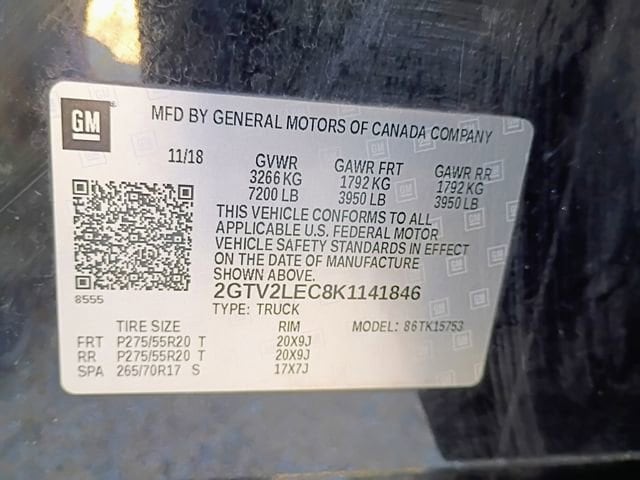 GM
MFD BY GENERAL MOTORS OF CANADA COMPANY
11/18 GVWR GAWR FRT GAWR RR
3266 KG 1792 KG 1792 KG
7200 LB 3950 LB 3950 LB
THIS VEHICLE CONFORMS TO ALL
APPLICABLE U.S. FEDERAL MOTOR
VEHICLE SAFETY STANDARDS IN EFFECT
ON THE DATE OF MANUFACTURE
SHOWN ABOVE.
8555
2GTV2LEC8K1141846
TYPE: TRUCK
TIRE SIZE RIM MODEL: 86TK15753
FRT P275/55R20 T 20X9J
RR P275/55R20 T 20X9J
SPA 265/70R17 S 17X7J